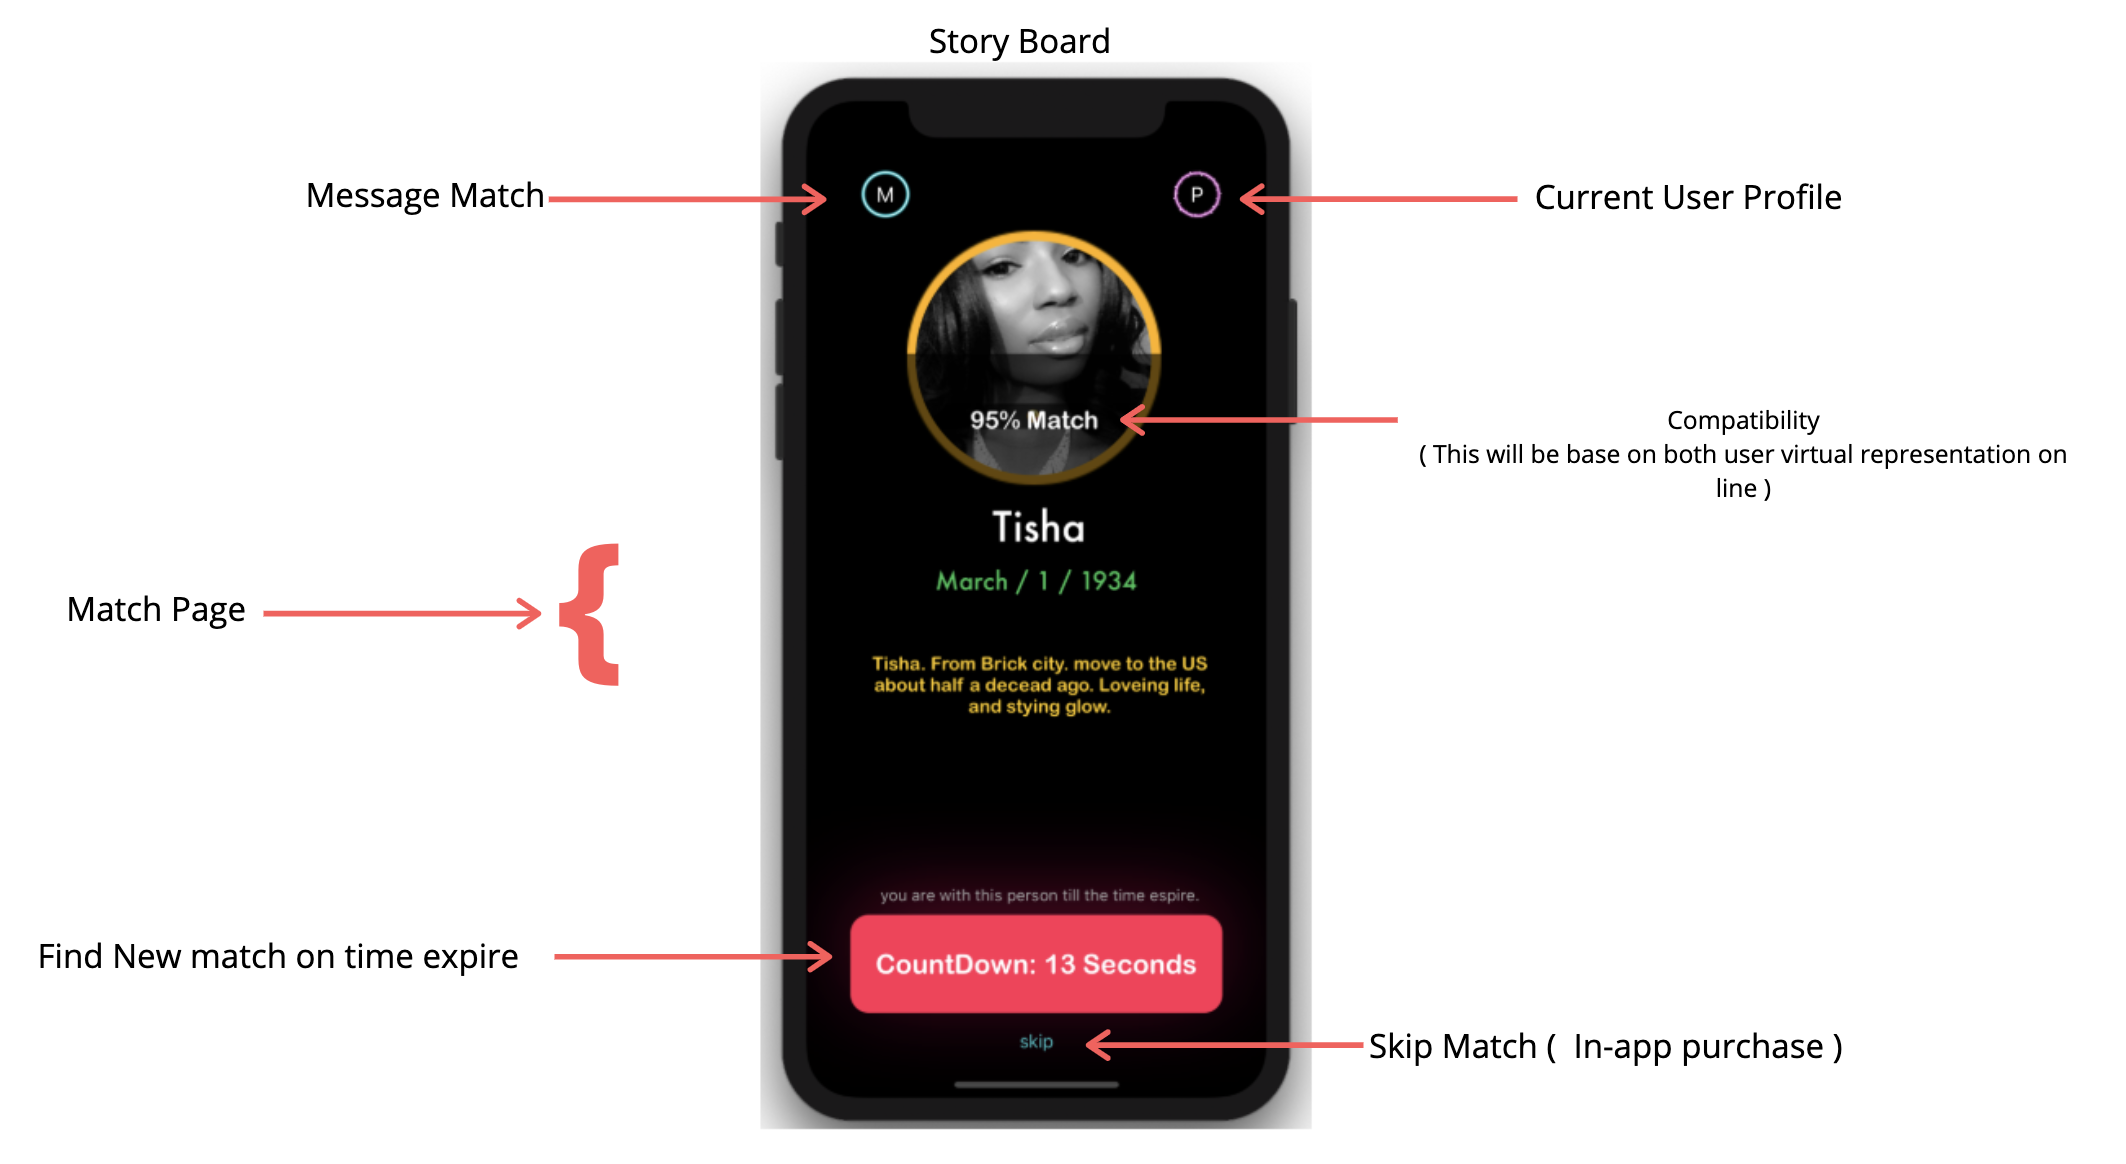 Story Board
Message Match
M
P
Current User Profile
95% Match
Compatibility
( This will be base on both user virtual representation on
line )
Tisha
March / 1 / 1934
Match Page
{
Tisha. From Brick city. move to the US
about half a decead ago. Loveing life,
and stying glow.
you are with this person till the time espire.
Find New match on time expire
CountDown: 13 Seconds
skip
Skip Match (  In-app purchase )